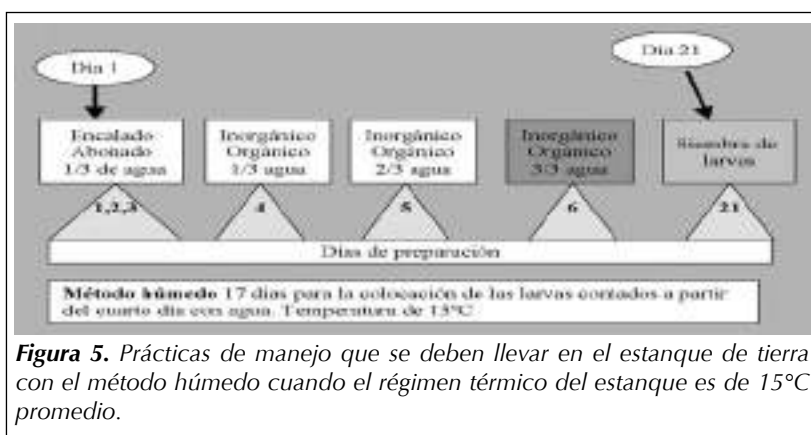 Día 1
Día 21
Encalado
Abonado
1/3 de agua
Inorgánico
Orgánico
1/3 agua
Inorgánico
Orgánico
2/3 agua
Inorgánico
Orgánico
3/3 agua
Siembra de
larvas
1,2,3
4
5
6
21
Días de preparación
Método húmedo 17 días para la colocación de las larvas contados a partir
del cuarto día con agua. Temperatura de 15°C
Figura 5. Prácticas de manejo que se deben llevar en el estanque de tierra
con el método húmedo cuando el régimen térmico del estanque es de 15°C
promedio.